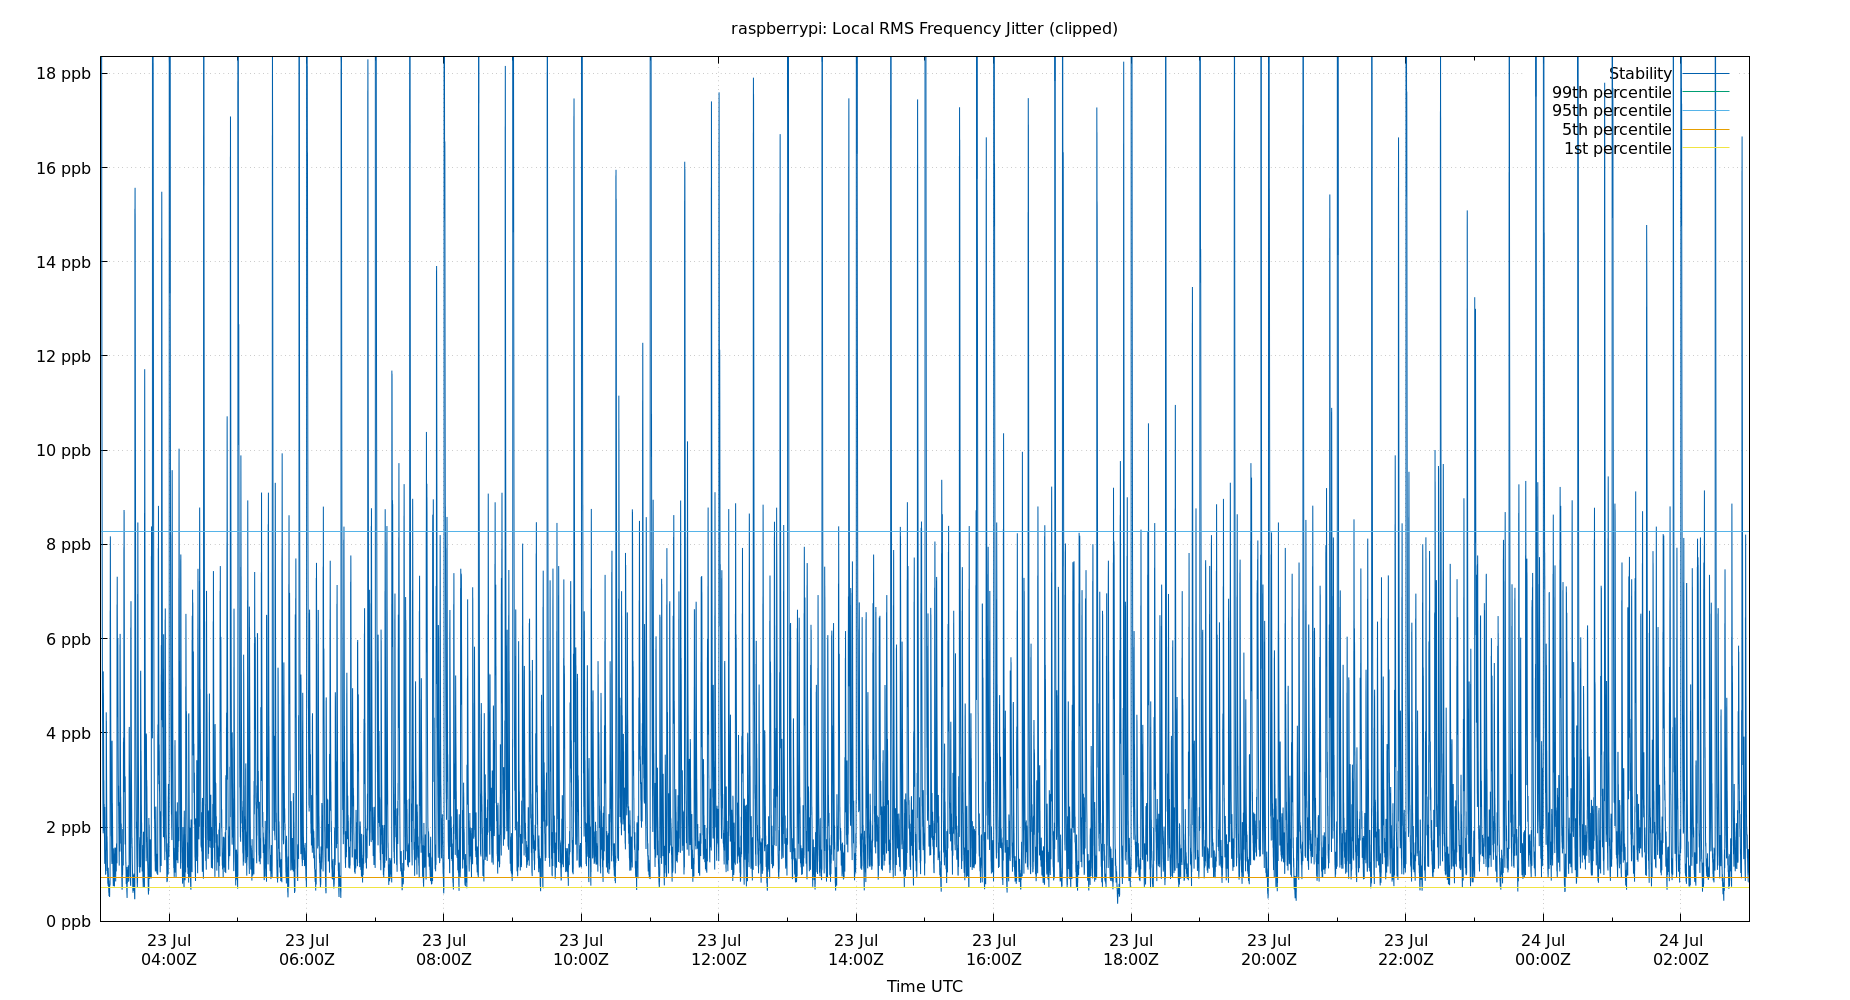 raspberrypi: Local RMS Frequency Jitter (clipped)
18 ppb
16 ppb
14 ppb
12 ppb
10 ppb
8 ppb
6 ppb
4 ppb
2 ppb
0 ppb
Stability
99th percentile
95th percentile
5th percentile
1st percentile
23 Jul 23 Jul 23 Jul 23 Jul 23 Jul 23 Jul 23 Jul 23 Jul 23 Jul 23 Jul 24 Jul 24 Jul
04:00Z 06:00Z 08:00Z 10:00Z 12:00Z 14:00Z 16:00Z 18:00Z 20:00Z 22:00Z 00:00Z 02:00Z
Time UTC